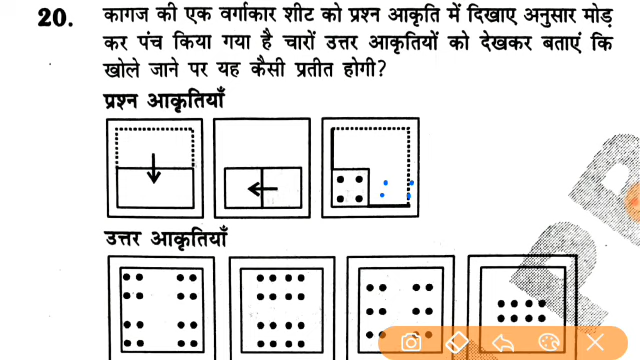 20. कागज की एक वर्गाकार शीट को प्रश्न आकृति में दिखाए अनुसार मोड़
कर पंच किया गया है चारों उत्तर आकृतियों को देखकर बताएं कि
खोले जाने पर यह कैसी प्रतीत होगी?
प्रश्न आकृतियाँ
उत्तर आकृतियाँ